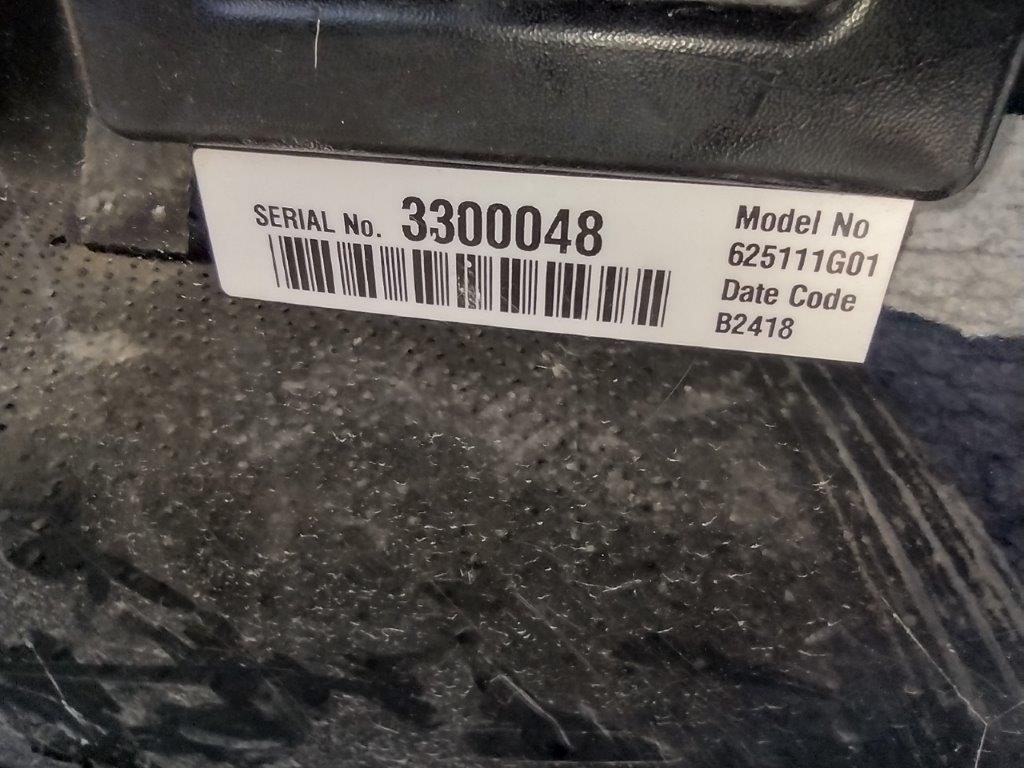 SERIAL No. 3300048
Model No
625111G01
Date Code
B2418